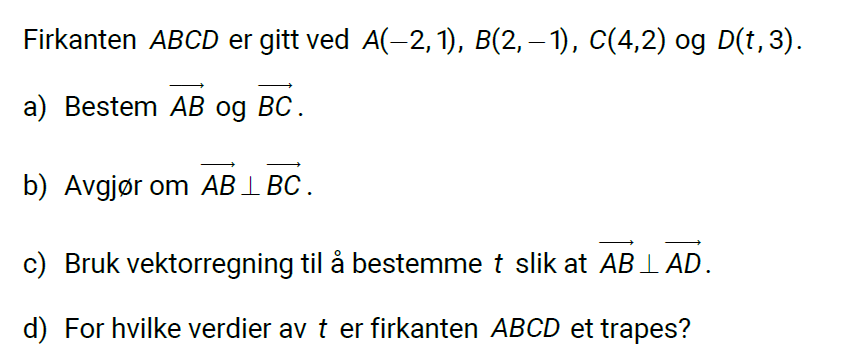 Firkanten ABCD er gitt ved A(−2, 1), B(2, −1), C(4,2) og D(t, 3).
a) Bestem $\overrightarrow{AB}$ og $\overrightarrow{BC}$.
b) Avgjør om $\overrightarrow{AB} \perp \overrightarrow{BC}$.
c) Bruk vektorregning til å bestemme t slik at $\overrightarrow{AB} \perp \overrightarrow{AD}$.
d) For hvilke verdier av t er firkanten ABCD et trapes?